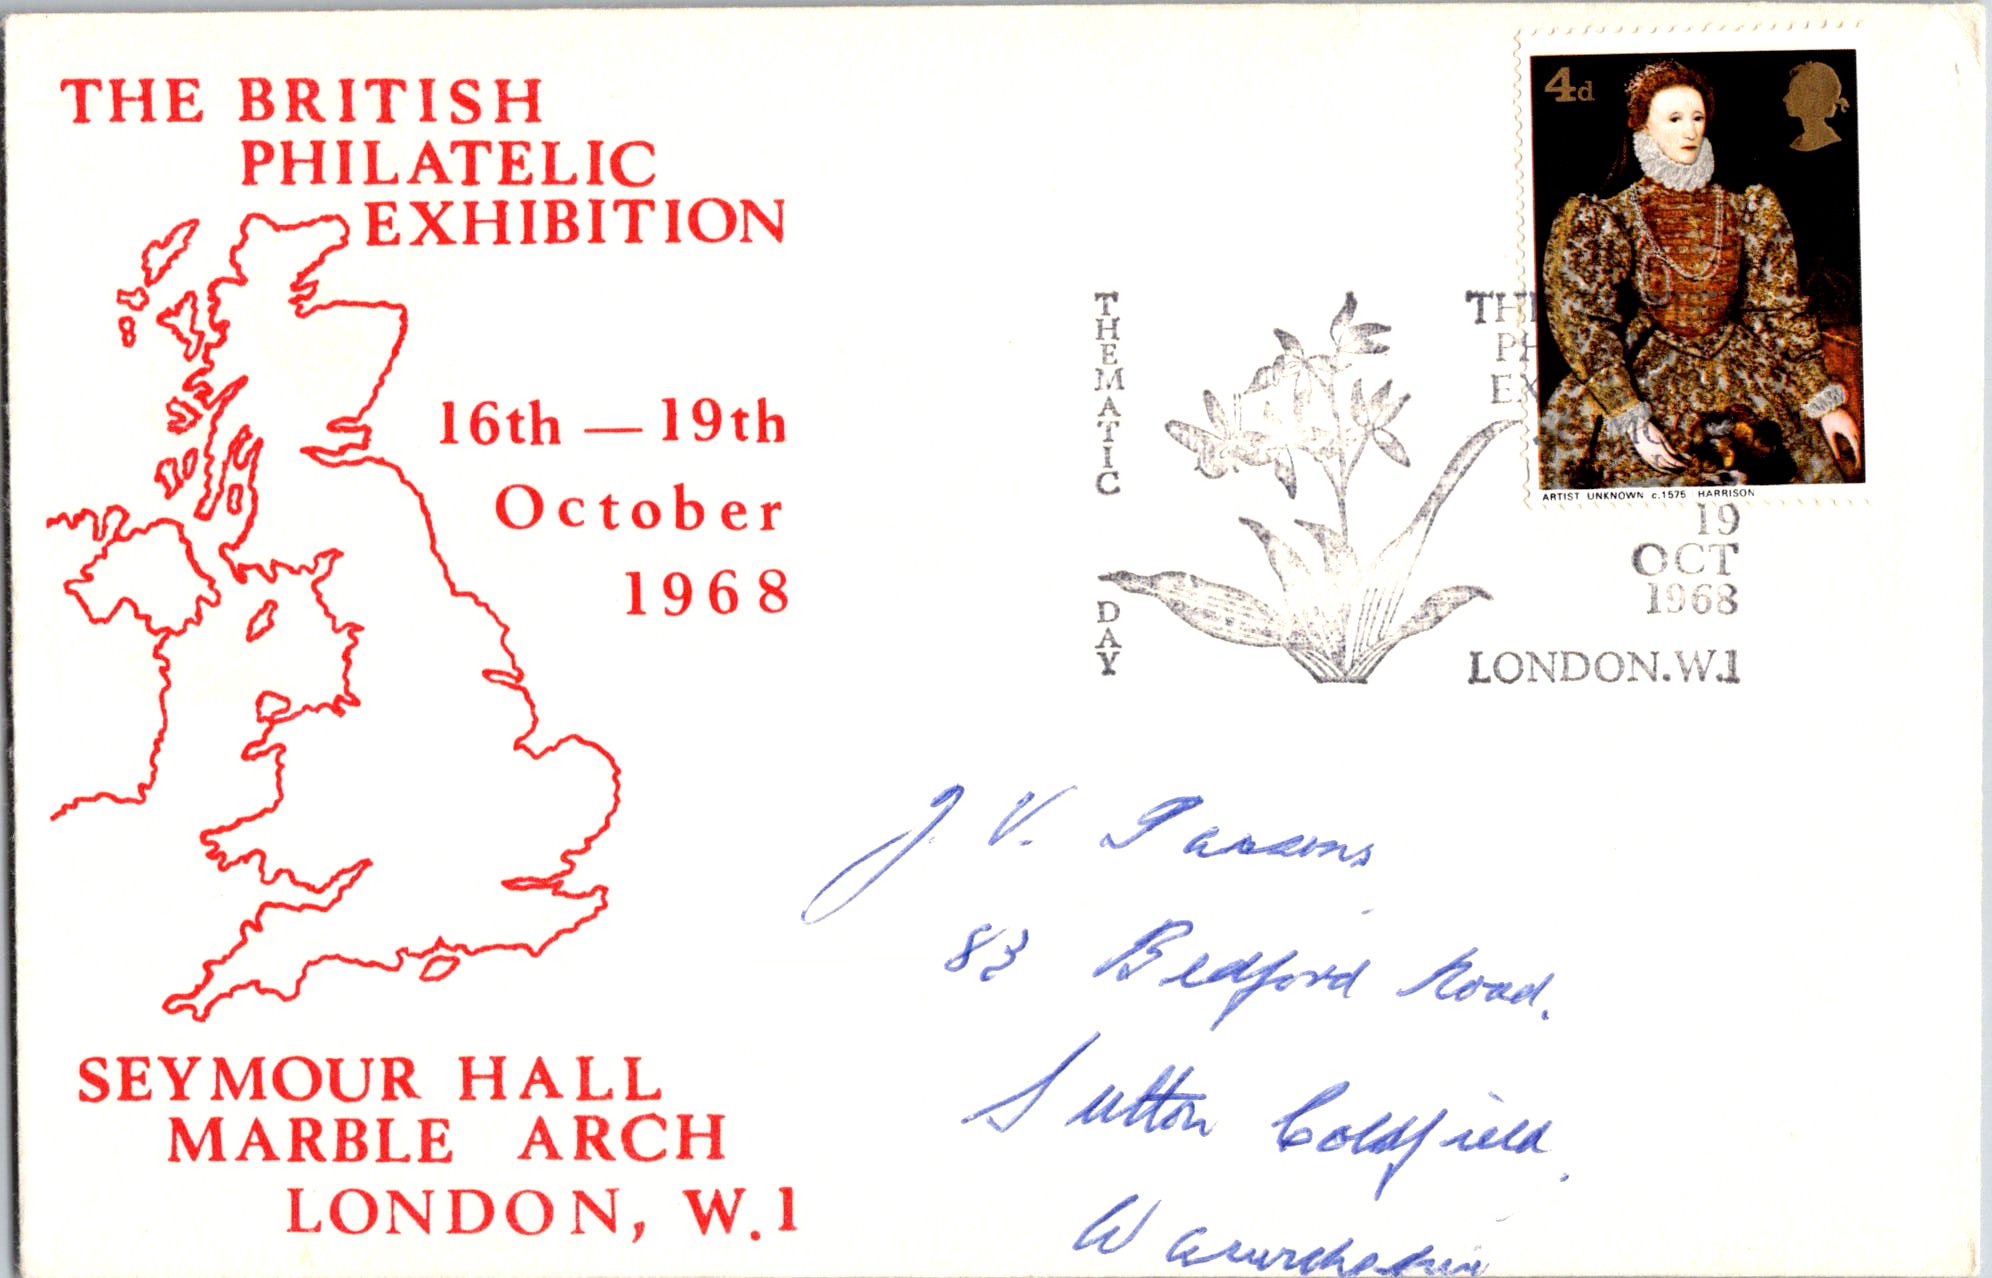 THE BRITISH
PHILATELIC
EXHIBITION
16th — 19th
October
1968
SEYMOUR HALL
MARBLE ARCH
LONDON, W.1
4d
ARTIST UNKNOWN c.1575 HARRISON
THEMATIC
DAY
19
OCT
1968
LONDON.W.1
J. V. Parsons
83 Bedford Road.
Sutton Coldfield.